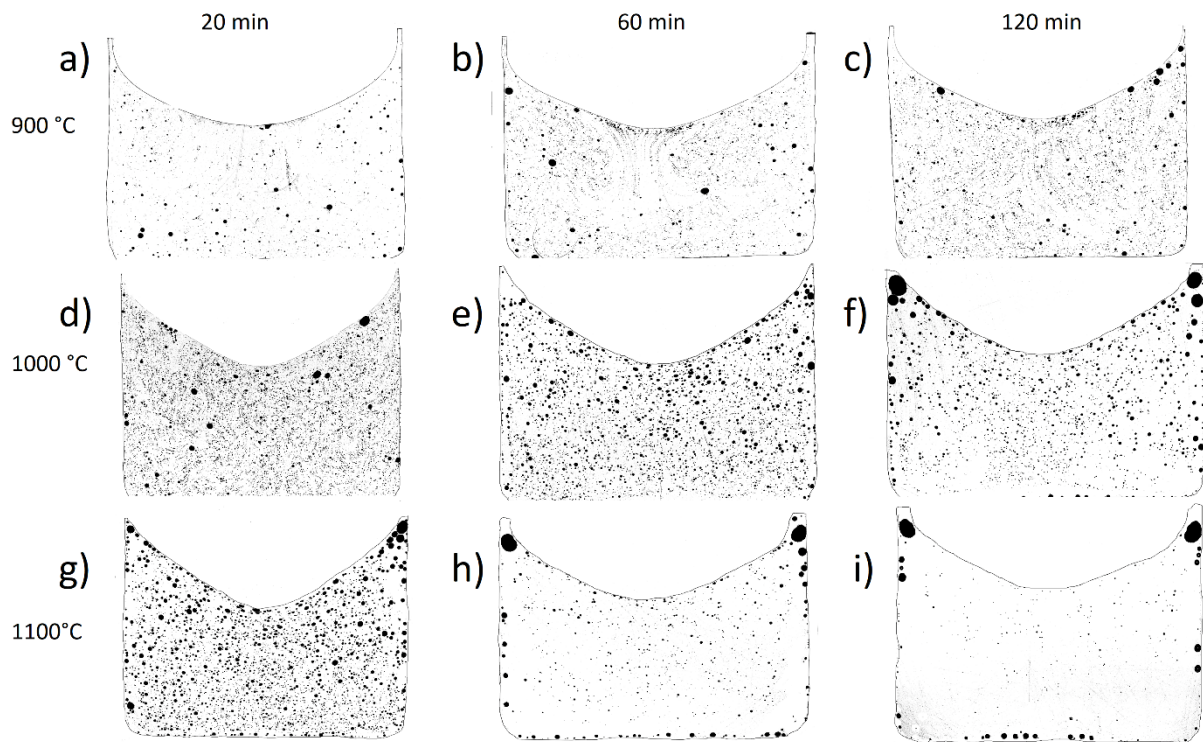 20 min 60 min 120 min
a) b) c)
900 °C
d) e) f)
1000 °C
g) h) i)
1100°C